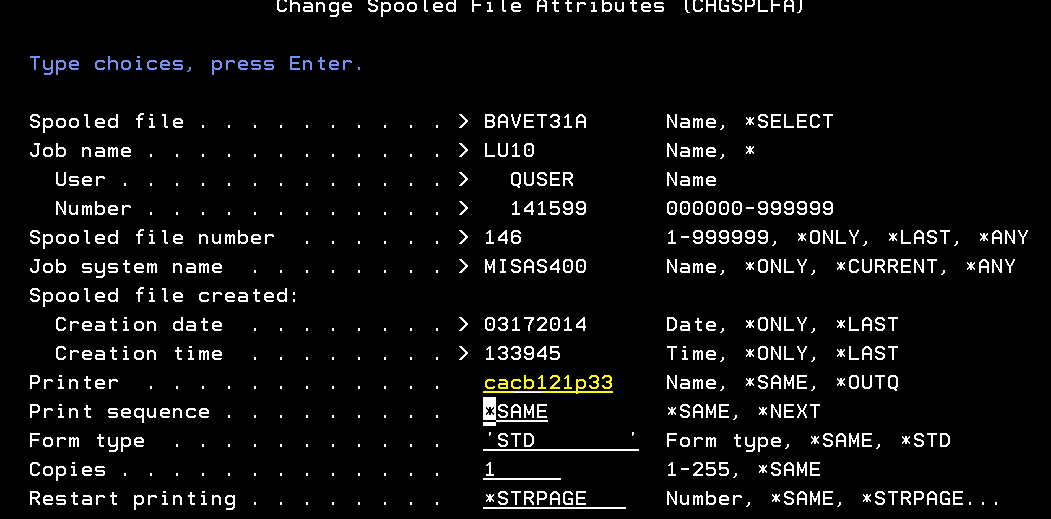 Change Spooled File Attributes (CHGSPLFA)
Type choices, press Enter.
Spooled file . . . . . . . . . . > BAVET31A Name, *SELECT
Job name . . . . . . . . . . . . > LU10 Name, *
User . . . . . . . . . . . . . > QUSER Name
Number . . . . . . . . . . . . > 141599 000000-999999
Spooled file number . . . . . . > 146 1-999999, *ONLY, *LAST, *ANY
Job system name . . . . . . . . > MISAS400 Name, *ONLY, *CURRENT, *ANY
Spooled file created:
Creation date . . . . . . . . > 03172014 Date, *ONLY, *LAST
Creation time . . . . . . . . > 133945 Time, *ONLY, *LAST
Printer . . . . . . . . . . . . cacb121p33 Name, *SAME, *OUTQ
Print sequence . . . . . . . . . *SAME *SAME, *NEXT
Form type . . . . . . . . . . . 'STD ' Form type, *SAME, *STD
Copies . . . . . . . . . . . . . 1 1-255, *SAME
Restart printing . . . . . . . . *STRPAGE Number, *SAME, *STRPAGE...